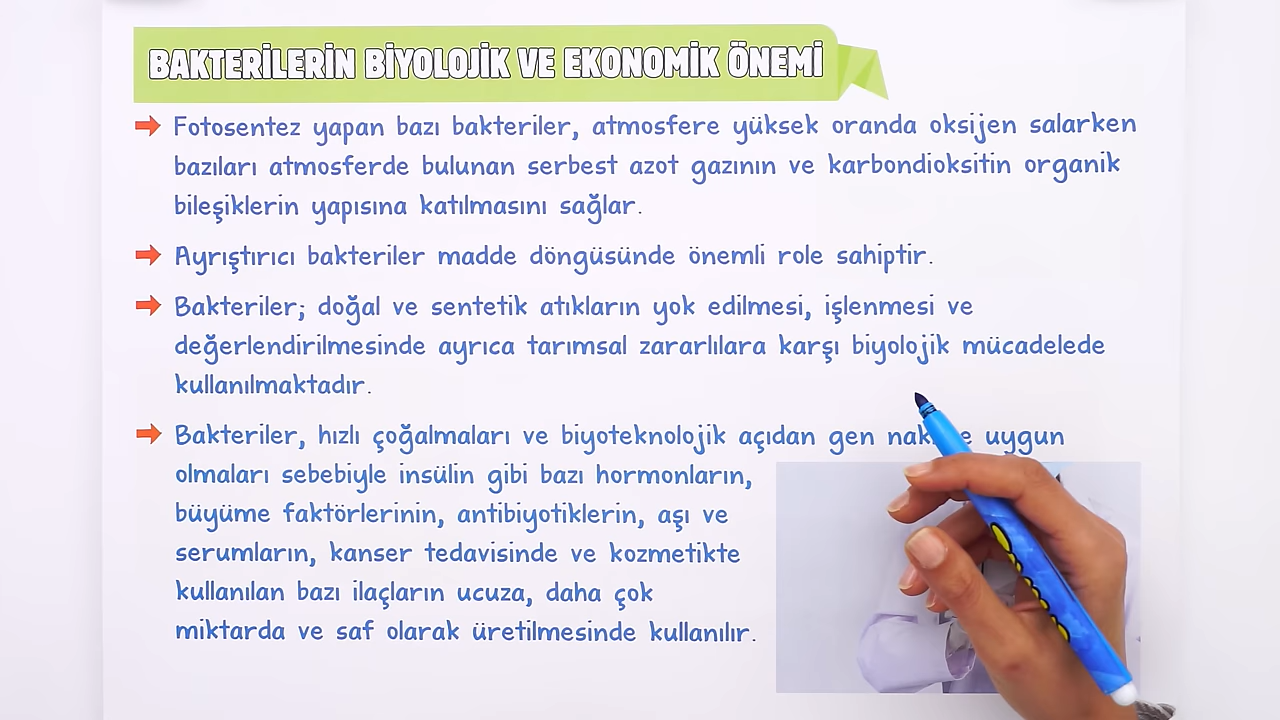 BAKTERİLERİN BİYOLOJİK VE EKONOMİK ÖNEMİ
Fotosentez yapan bazı bakteriler, atmosfere yüksek oranda oksijen salarken
bazıları atmosferde bulunan serbest azot gazının ve karbondioksitin organik
bileşiklerin yapısına katılmasını sağlar.
Ayrıştırıcı bakteriler madde döngüsünde önemli role sahiptir.
Bakteriler; doğal ve sentetik atıkların yok edilmesi, işlenmesi ve
değerlendirilmesinde ayrıca tarımsal zararlılara karşı biyolojik mücadelede
kullanılmaktadır.
Bakteriler, hızlı çoğalmaları ve biyoteknolojik açıdan gen uygun
olmaları sebebiyle insülin gibi bazı hormonların,
büyüme faktörlerinin, antibiyotiklerin, aşı ve
serumların, kanser tedavisinde ve kozmetikte
kullanılan bazı ilaçların ucuza, daha çok
miktarda ve saf olarak üretilmesinde kullanılır.